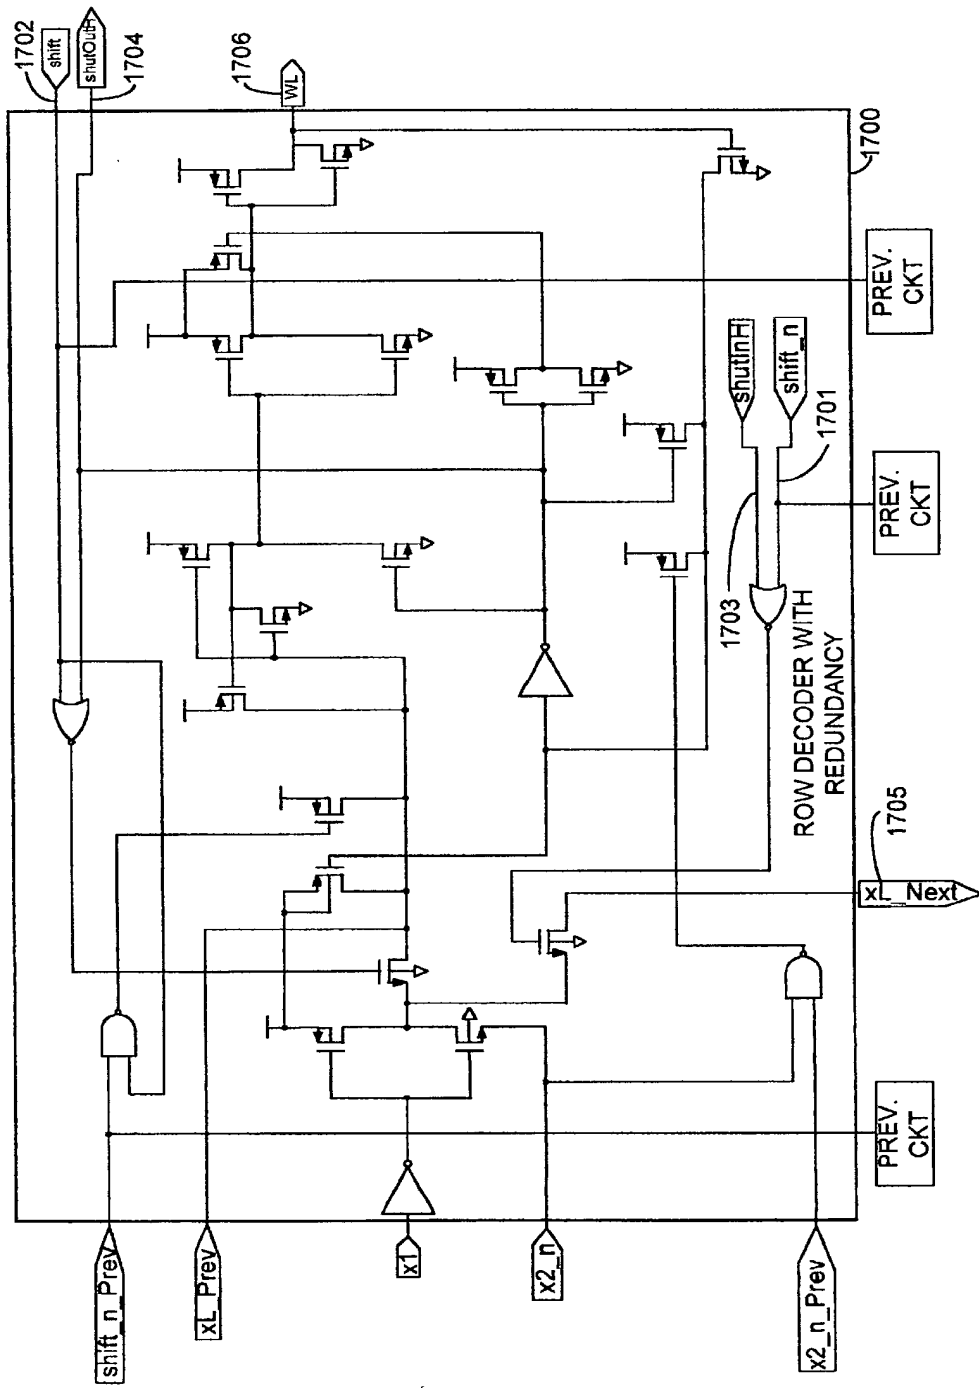 1702
shift
shutOutH
1704
1706
WL
1700
PREV.
CKT
shutInH
shift_n
1701
1703
PREV.
CKT
ROW DECODER WITH
REDUNDANCY
1705
xL_Next
PREV.
CKT
shift_n_Prev
xL_Prev
x1
x2_n
x2_n_Prev